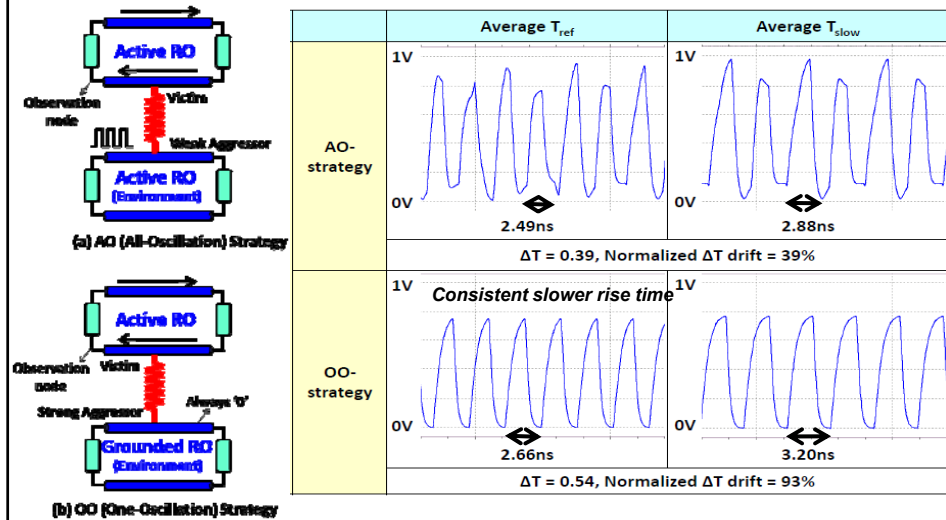 Active RO
Observation
node
Victim
Weak Aggressor
Active RO
(Environment)
(a) AO (All-Oscillation) Strategy
Active RO
Observation
node
Victim
Strong Aggressor
Always '0'
Grounded RO
(Environment)
(b) OO (One-Oscillation) Strategy
Average Tref
Average Tslow
AO-
strategy
1V
0V
2.49ns
1V
0V
2.88ns
ΔT = 0.39, Normalized ΔT drift = 39%
OO-
strategy
1V
Consistent slower rise time
0V
2.66ns
1V
0V
3.20ns
ΔT = 0.54, Normalized ΔT drift = 93%